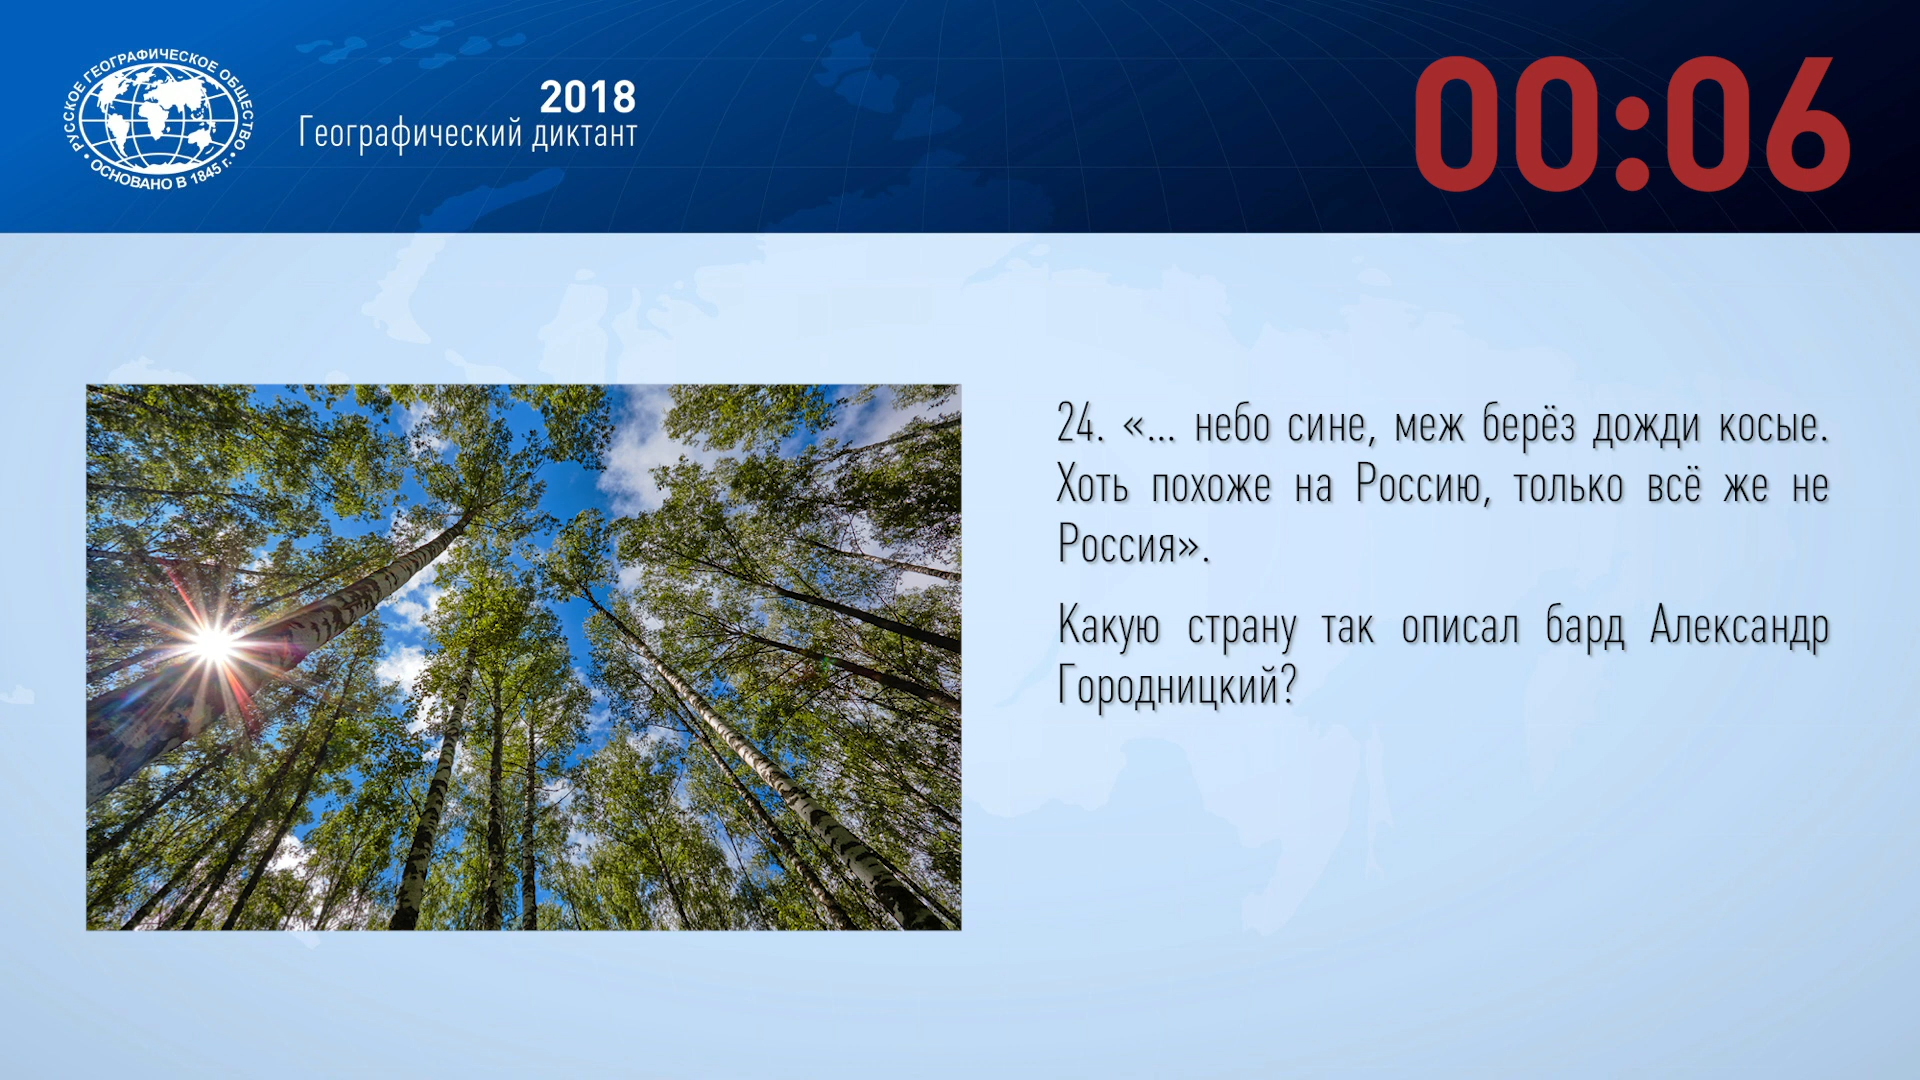 РУССКОЕ ГЕОГРАФИЧЕСКОЕ ОБЩЕСТВО
• ОСНОВАНО В 1845 г. •
2018
Географический диктант
00:06
24. «... небо сине, меж берёз дожди косые.
Хоть похоже на Россию, только всё же не
Россия».
Какую страну так описал бард Александр
Городницкий?